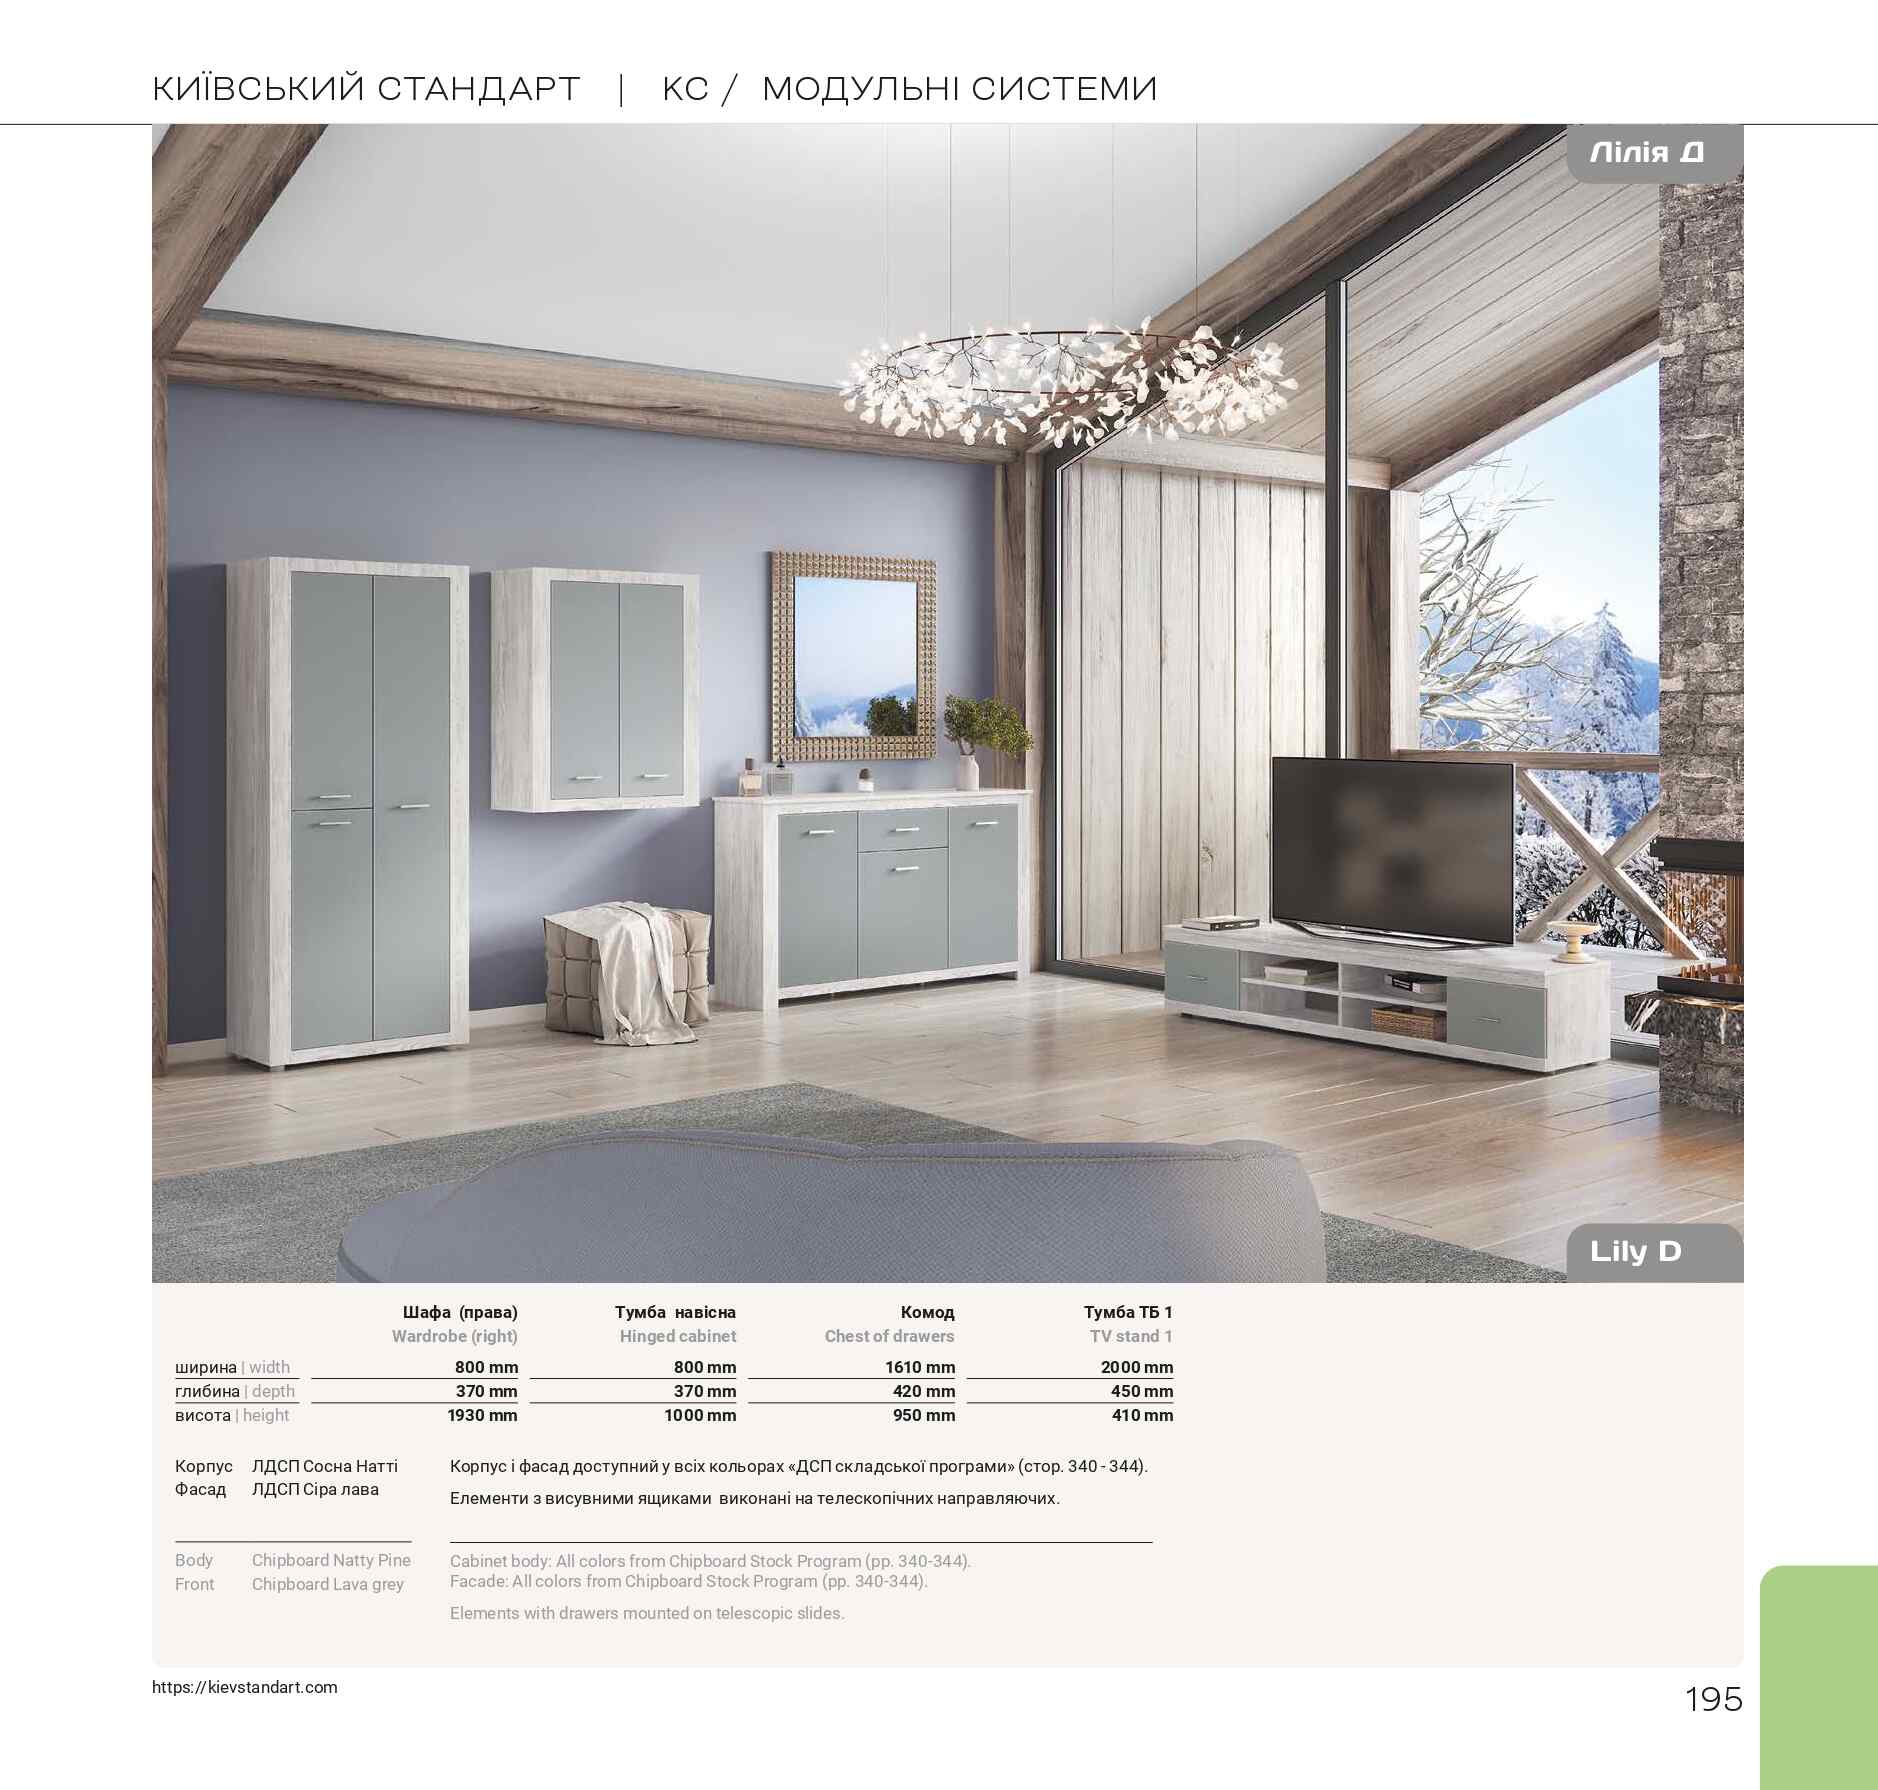 КИЇВСЬКИЙ СТАНДАРТ | КС / МОДУЛЬНІ СИСТЕМИ
Лілія Д
Lily D
Шафа (права) Тумба навісна Комод Тумба ТБ 1
Wardrobe (right) Hinged cabinet Chest of drawers TV stand 1
ширина | width 800 mm 800 mm 1610 mm 2000 mm
глибина | depth 370 mm 370 mm 420 mm 450 mm
висота | height 1930 mm 1000 mm 950 mm 410 mm
Корпус ЛДСП Сосна Натті
Фасад ЛДСП Сіра лава
Корпус і фасад доступний у всіх кольорах «ДСП складської програми» (стор. 340 - 344).
Елементи з висувними ящиками виконані на телескопічних направляючих.
Body Chipboard Natty Pine
Front Chipboard Lava grey
Cabinet body: All colors from Chipboard Stock Program (pp. 340-344).
Facade: All colors from Chipboard Stock Program (pp. 340-344).
Elements with drawers mounted on telescopic slides.
https://kievstandart.com
195